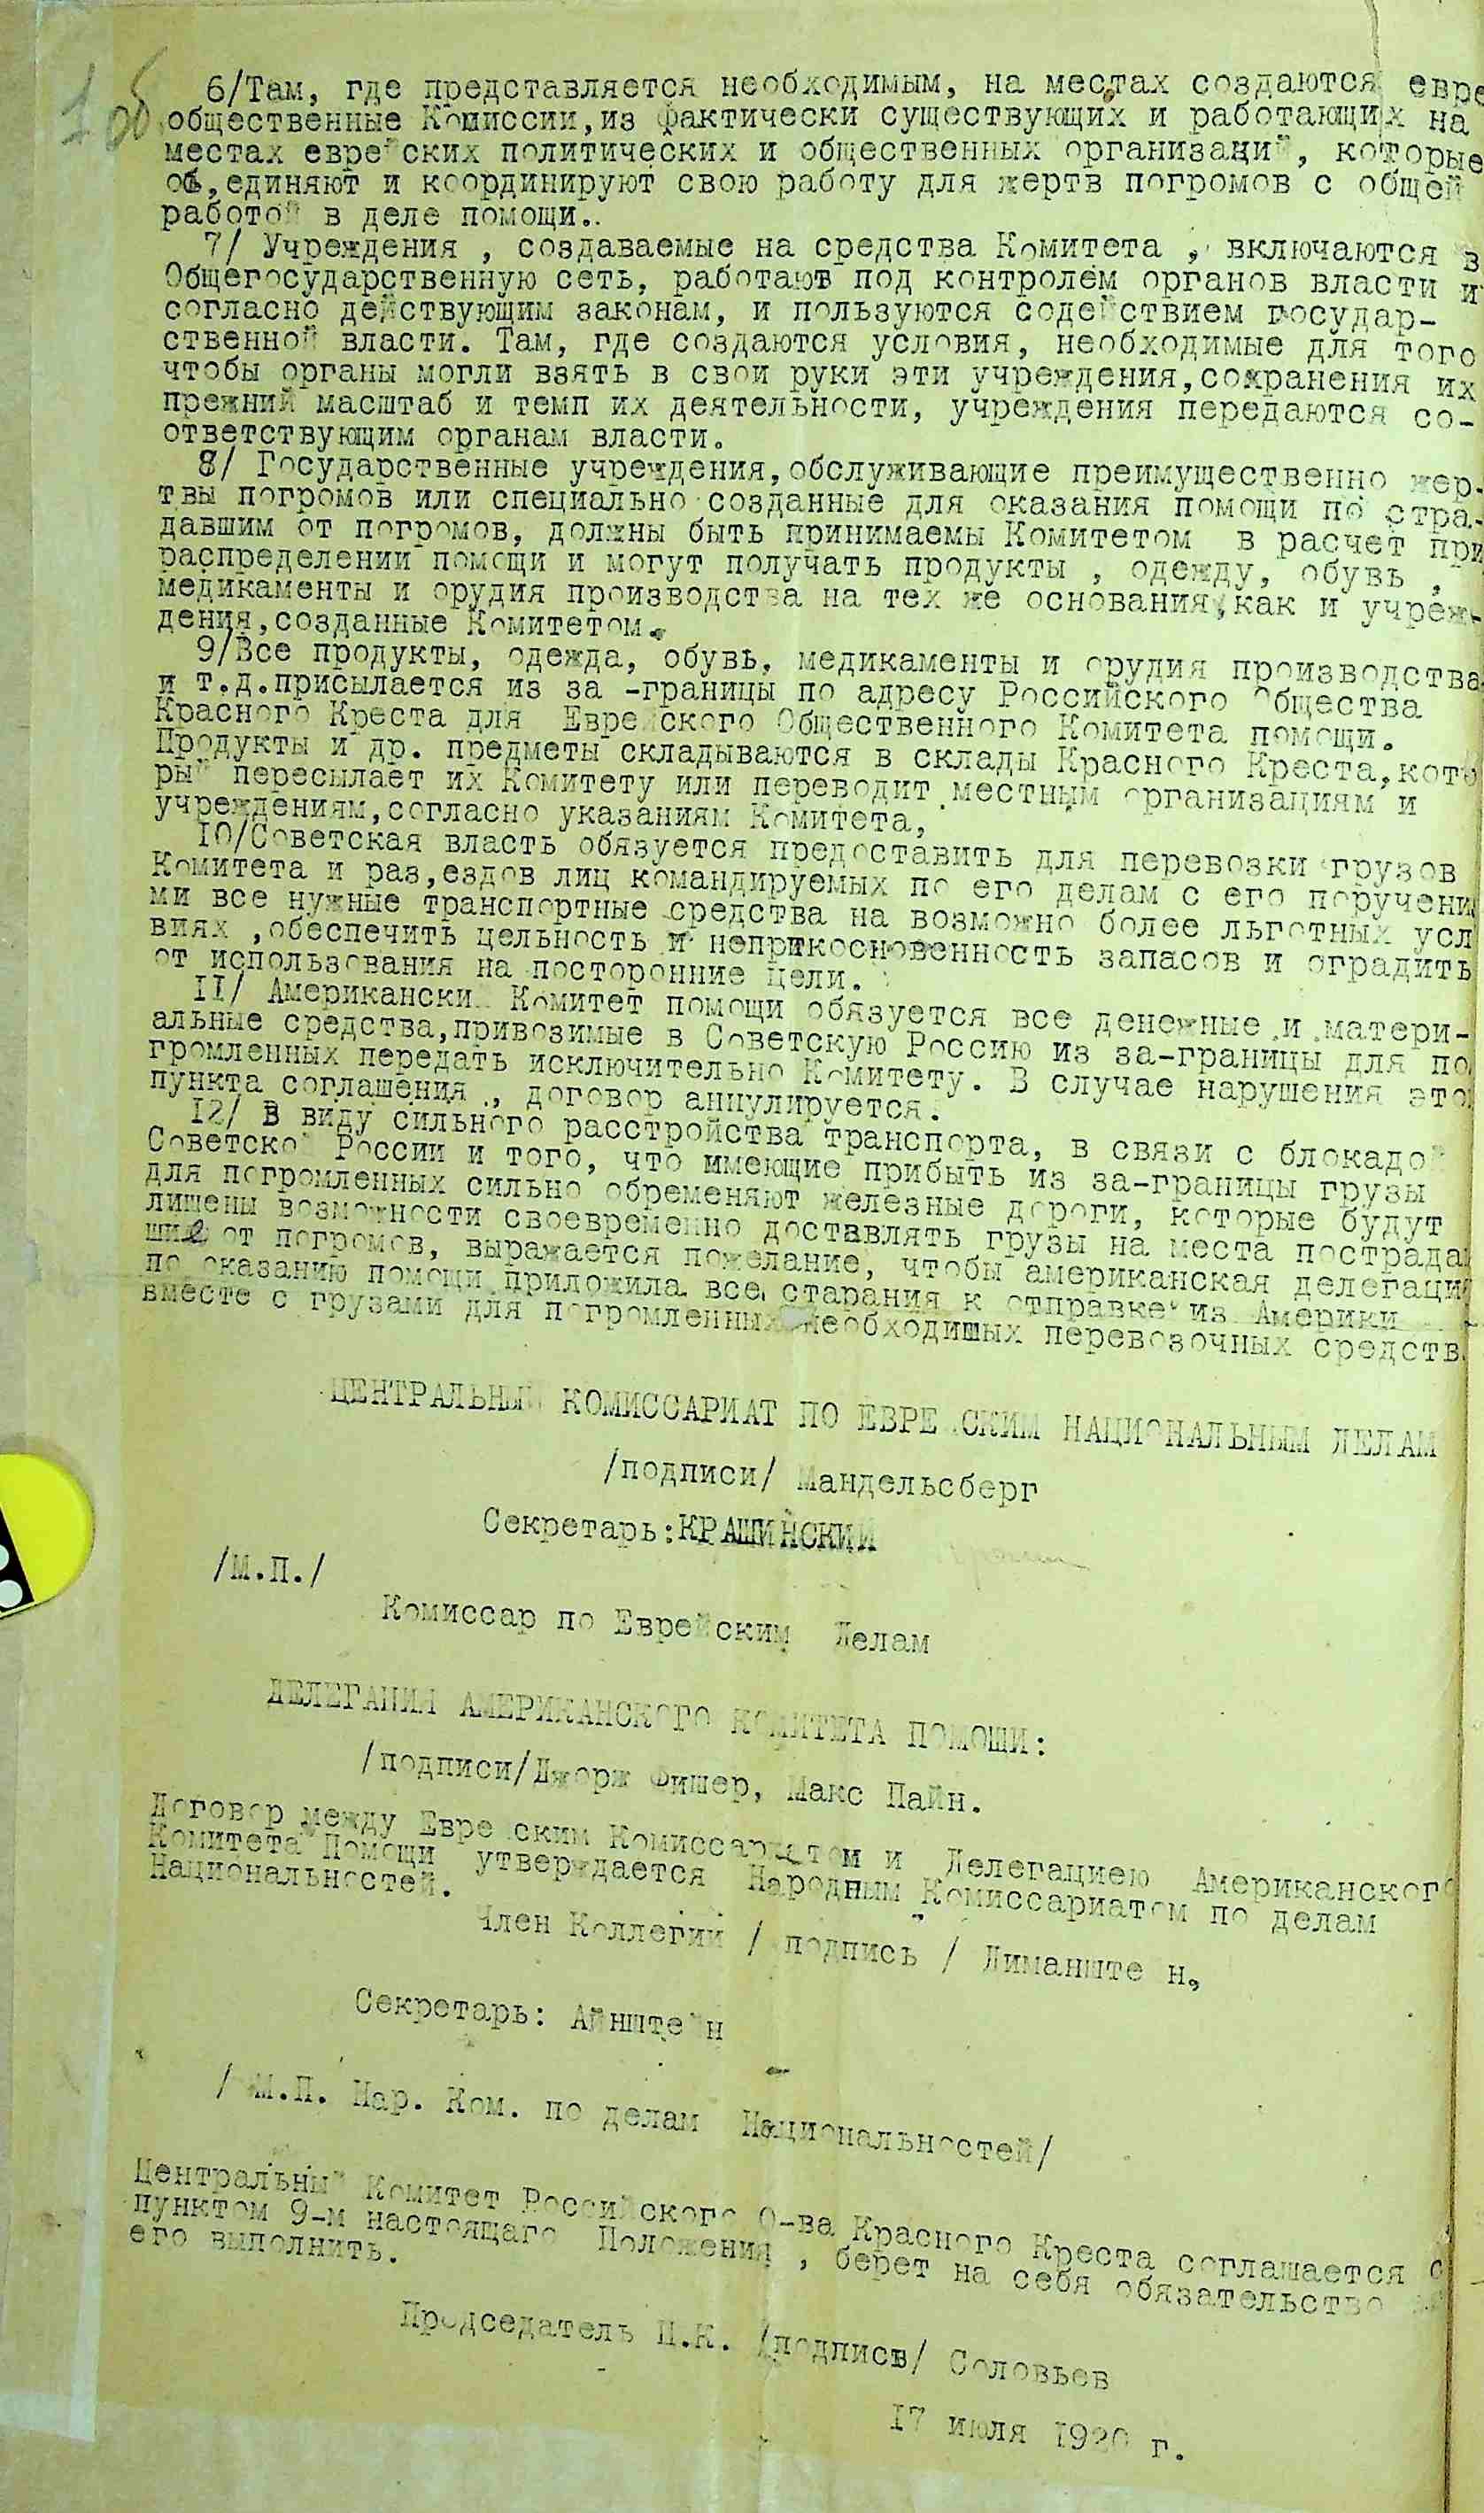 1 об
6/Там, где представляется необходимым, на местах создаются евре
общественные Комиссии,из фактически существующих и работающих на
местах еврейских политических и общественных организаций, которые
об,единяют и координируют свою работу для жертв погромов с общей
работой в деле помощи..
7/ Учреждения , создаваемые на средства Комитета , включаются в
Общегосударственную сеть, работают под контролем органов власти и
согласно действующим законам, и пользуются содействием государ-
ственной власти. Там, где создаются условия, необходимые для того
чтобы органы могли взять в свои руки эти учреждения,сохранения их
прежний масштаб и темп их деятельности, учреждения передаются со-
ответствующим органам власти.
8/ Государственные учреждения,обслуживающие преимущественно жер-
твы погромов или специально созданные для оказания помощи по стра-
давшим от погромов, должны быть принимаемы Комитетом в расчет при
распределении помощи и могут получать продукты , одежду, обувь ,
медикаменты и орудия производства на тех же основания,как и учреж-
дения,созданные Комитетом.
9/Все продукты, одежда, обувь, медикаменты и орудия производства
и т.д.присылается из за -границы по адресу Российского Общества
Красного Креста для Еврейского Общественного Комитета помощи.
Продукты и др. предметы складываются в склады Красного Креста,кото
рый пересылает их Комитету или переводит местным организациям и
учреждениям,согласно указаниям Комитета,
10/Советская власть обязуется предоставить для перевозки грузов
Комитета и раз,ездов лиц командируемых по его делам с его поручени
ми все нужные транспортные средства на возможно более льготных усл
виях ,обеспечить цельность и неприкосновенность запасов и оградить
от использования на посторонние цели.
II/ Американский Комитет помощи обязуется все денежные и матери-
альные средства,привозимые в Советскую Россию из за-границы для по
громленных передать исключительно Комитету. В случае нарушения это
пункта соглашения ., договор аннулируется.
I2/ В виду сильного расстройства транспорта, в связи с блокадой
Советской России и того, что имеющие прибыть из за-границы грузы
для погромленных сильно обременяют железные дороги, которые будут
лишены возможности своевременно доставлять грузы на места пострада
шие от погромов, выражается пожелание, чтобы американская делегаци
по оказанию помощи приложила все старания к отправке из Америки
вместе с грузами для погромленных необходимых перевозочных средств.
ЦЕНТРАЛЬНЫЙ КОМИССАРИАТ ПО ЕВРЕЙСКИМ НАЦИОНАЛЬНЫМ ДЕЛАМ
/подписи/ Мандельсберг
Секретарь:КРАШИНСКИЙ
/М.П./
Комиссар по Еврейским Делам
ДЕЛЕГАЦИЯ АМЕРИКАНСКОГО КОМИТЕТА ПОМОЩИ:
/подписи/Джорж Фишер, Макс Пайн.
Договор между Еврейским Комиссариатом и Делегациею Американского
Комитета Помощи утверждается Народным Комиссариатом по делам
Национальностей.
Член Коллегии / подпись / Диманште н,
Секретарь: Айнштейн
/ М.П. Нар. Ком. по делам Национальностей/
Центральный Комитет Российского О-ва Красного Креста соглашается с
пунктом 9-м настоящаго Положения , берет на себя обязательство
его выполнить.
Председатель Ц.К. /подпись/ Соловьев
I7 июля I920 г.